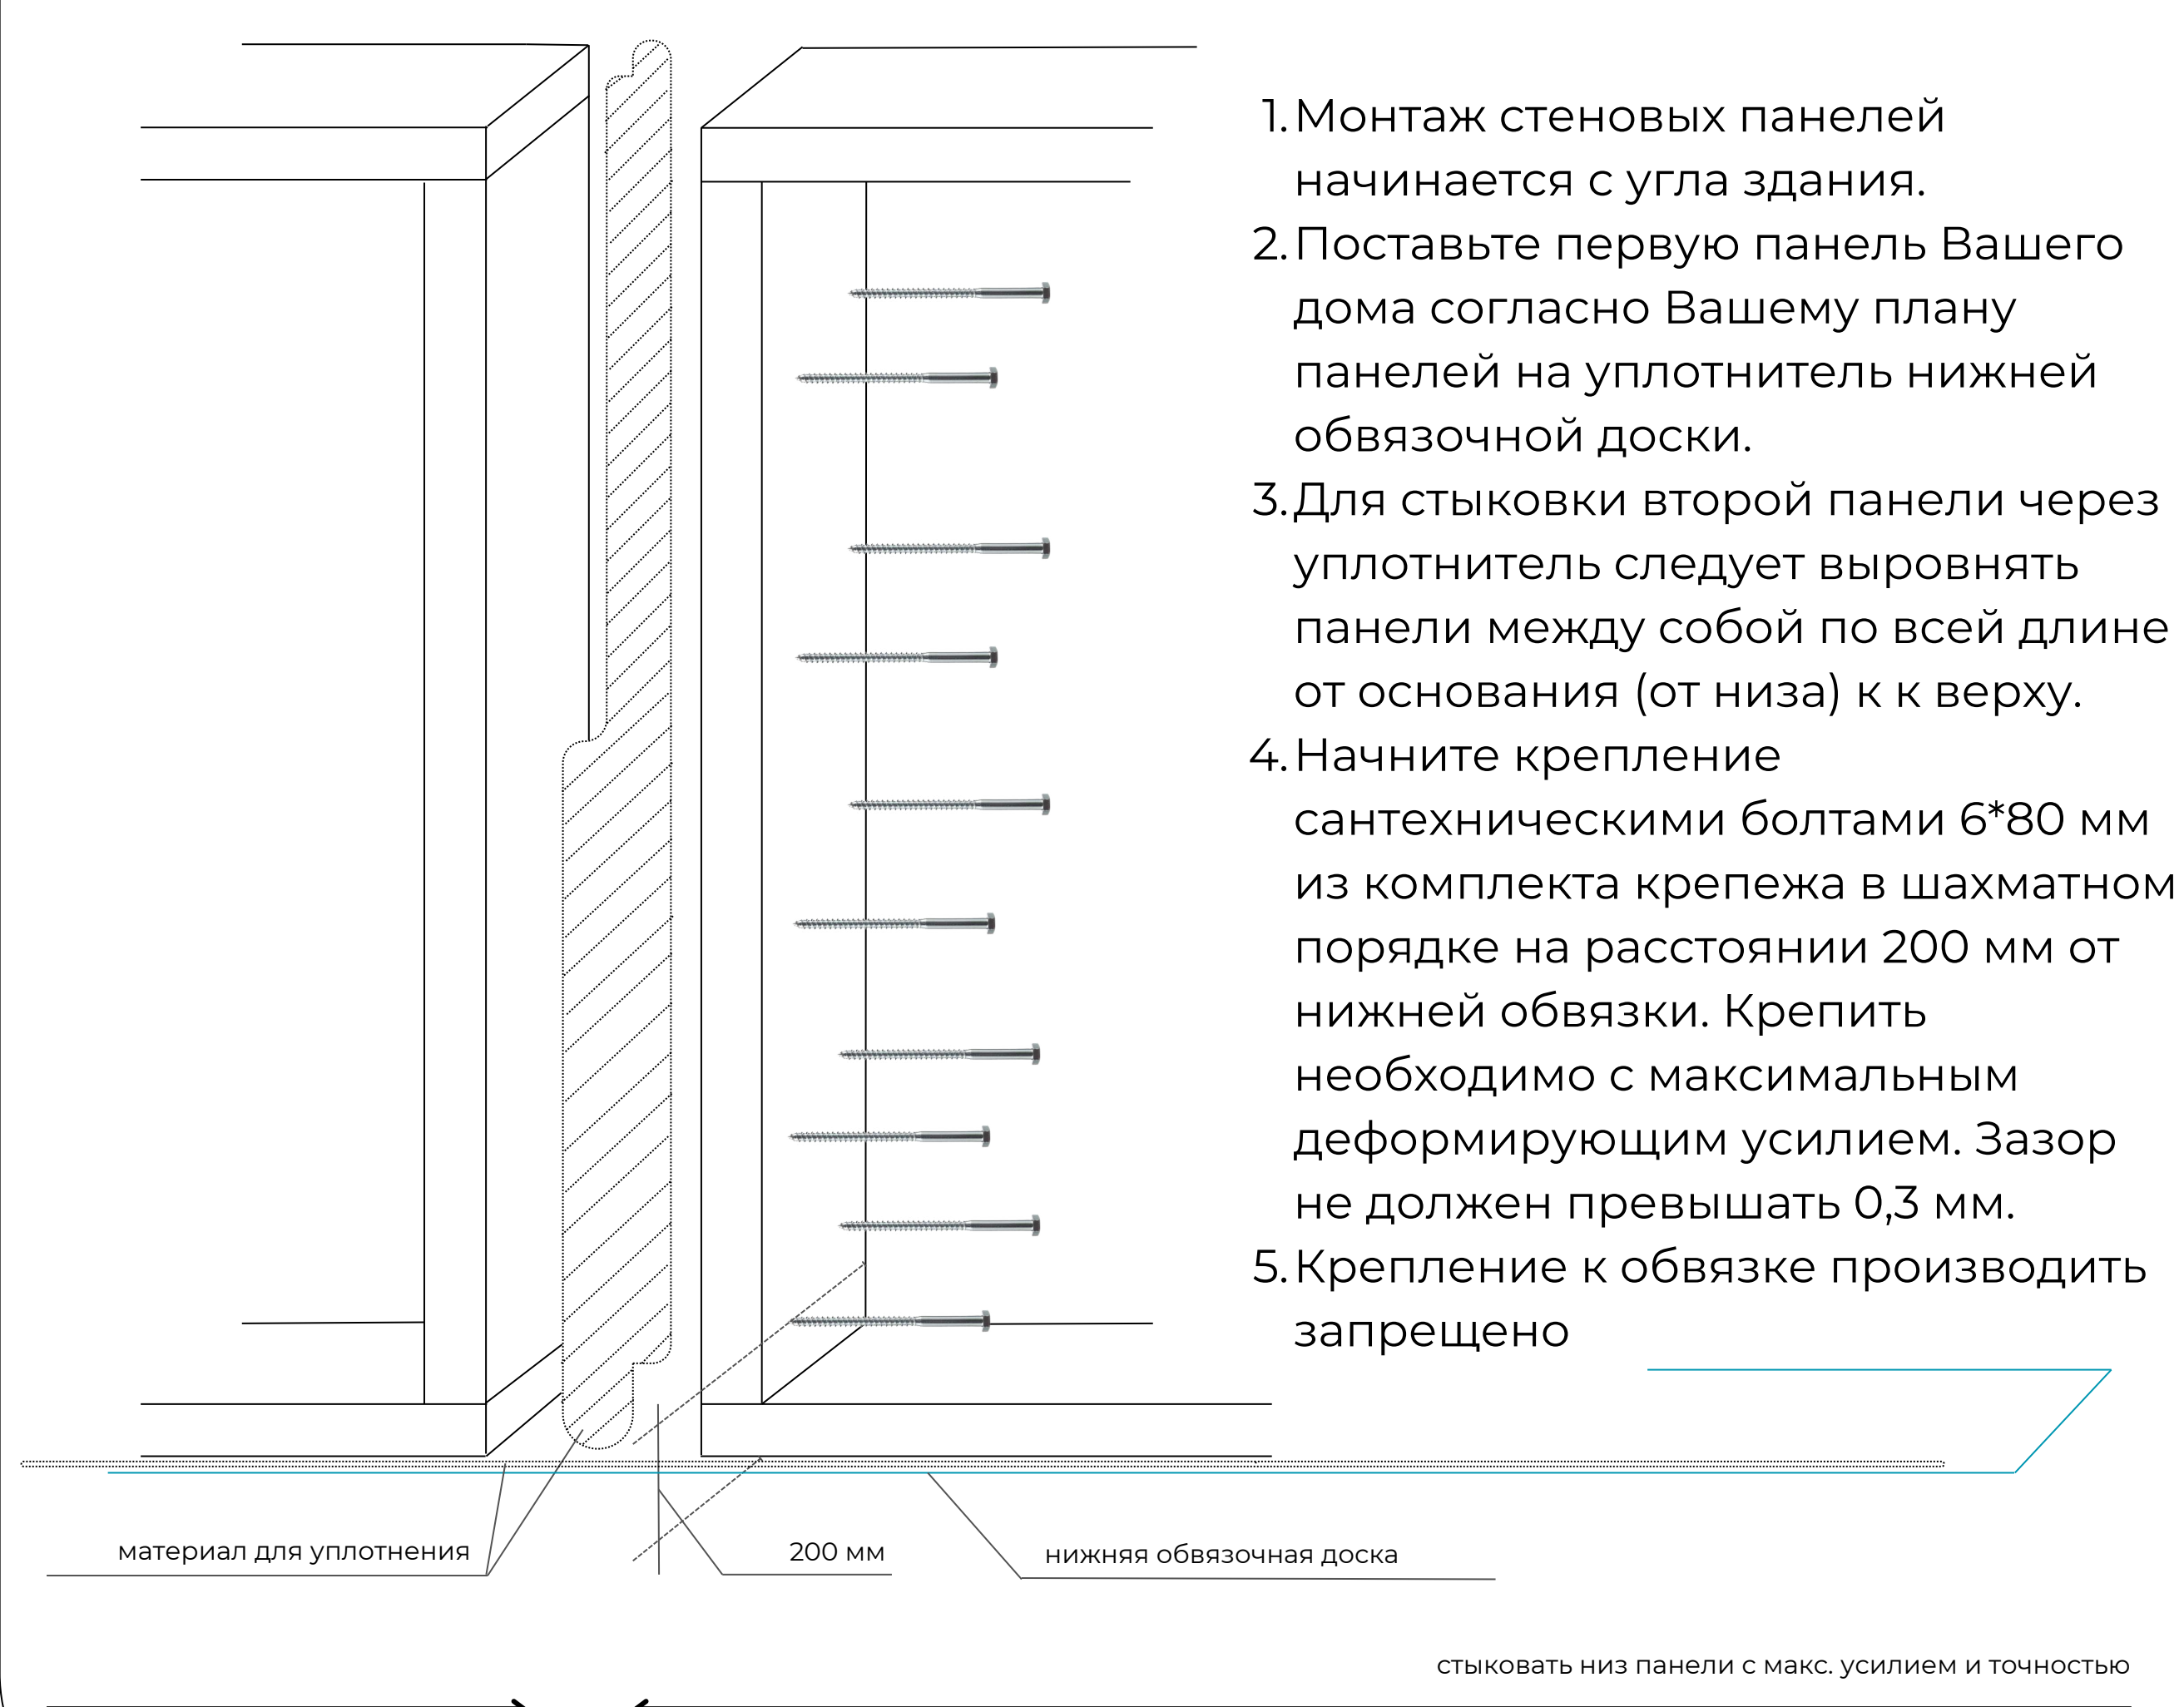 1. Монтаж стеновых панелей
начинается с угла здания.
2. Поставьте первую панель Вашего
дома согласно Вашему плану
панелей на уплотнитель нижней
обвязочной доски.
3. Для стыковки второй панели через
уплотнитель следует выровнять
панели между собой по всей длине
от основания (от низа) к к верху.
4. Начните крепление
сантехническими болтами 6*80 мм
из комплекта крепежа в шахматном
порядке на расстоянии 200 мм от
нижней обвязки. Крепить
необходимо с максимальным
деформирующим усилием. Зазор
не должен превышать 0,3 мм.
5. Крепление к обвязке производить
запрещено
материал для уплотнения
200 мм
нижняя обвязочная доска
стыковать низ панели с макс. усилием и точностью